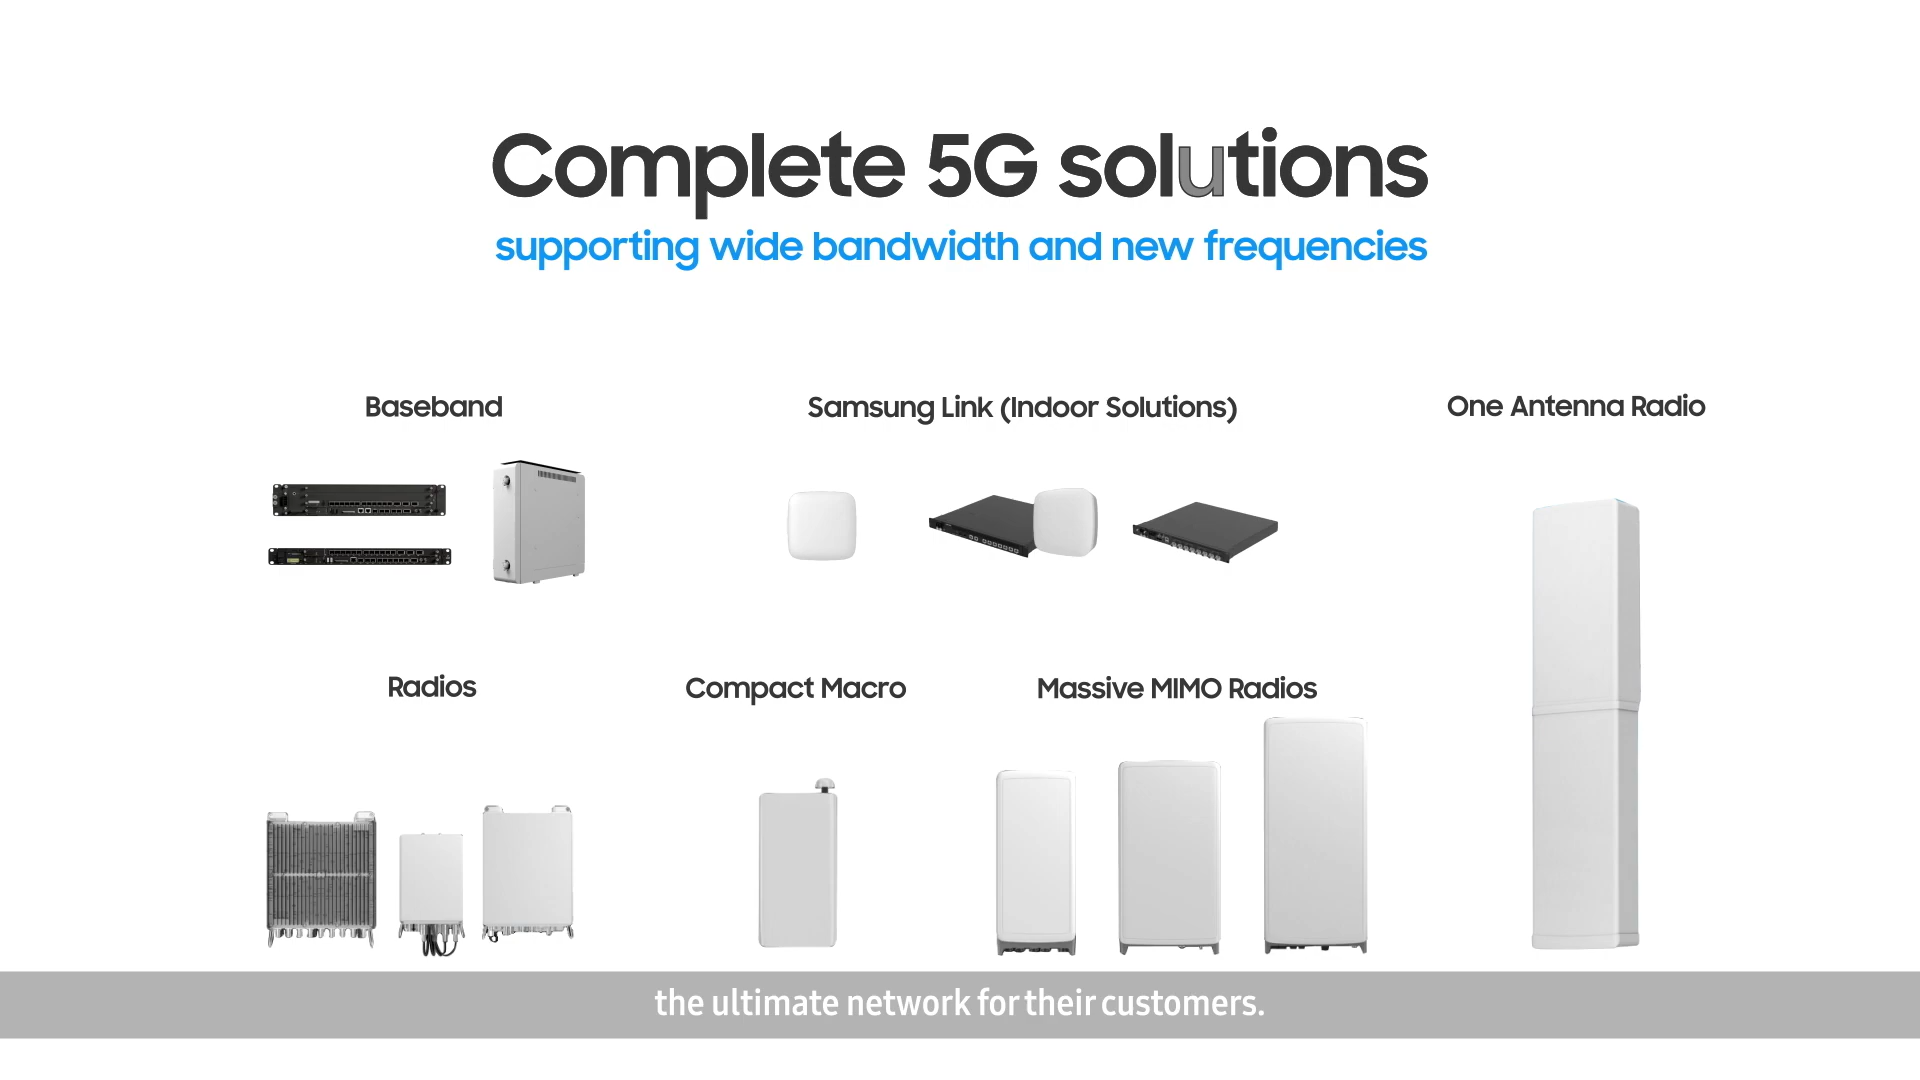 Complete 5G solutions
supporting wide bandwidth and new frequencies
Baseband
Samsung Link (Indoor Solutions)
One Antenna Radio
Radios
Compact Macro
Massive MIMO Radios
the ultimate network for their customers.